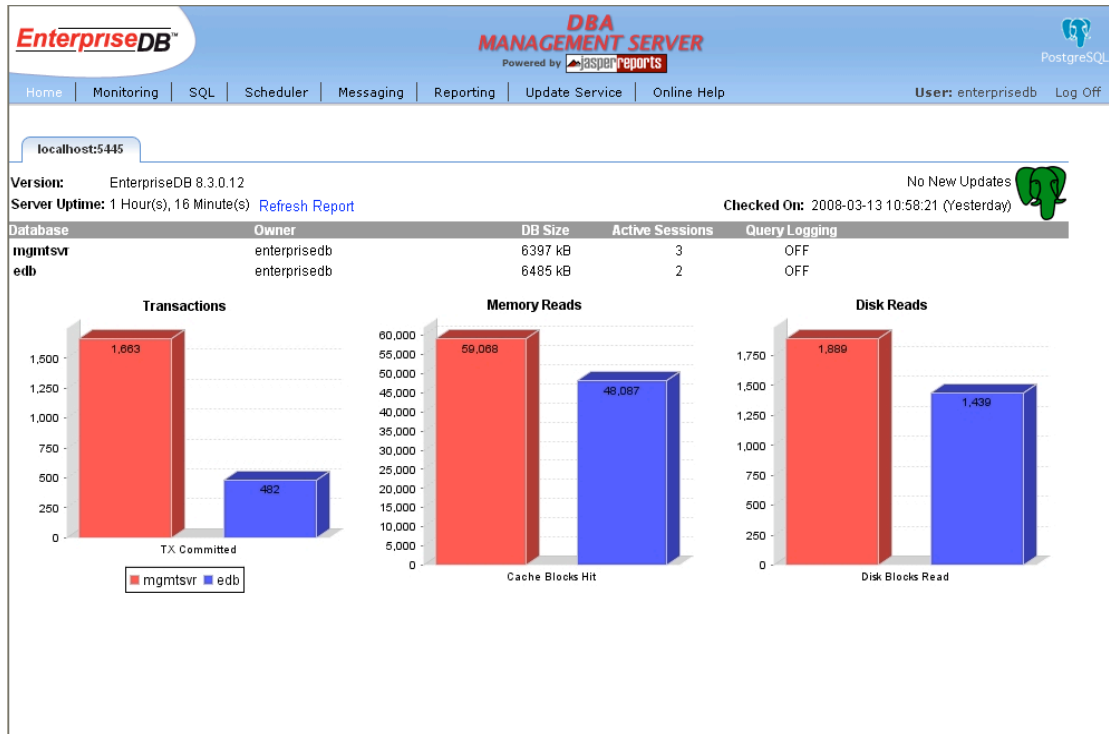 EnterpriseDB™
DBA
MANAGEMENT SERVER
Powered by jasperreports
PostgreSQL
Home Monitoring SQL Scheduler Messaging Reporting Update Service Online Help User: enterprisedb Log Off
localhost:5445
Version: EnterpriseDB 8.3.0.12 No New Updates
Server Uptime: 1 Hour(s), 16 Minute(s) Refresh Report Checked On: 2008-03-13 10:58:21 (Yesterday)
Database Owner DB Size Active Sessions Query Logging
mgmtsvr enterprisedb 6397 kB 3 OFF
edb enterprisedb 6485 kB 2 OFF
Transactions
1,500
1,250
1,000
750
500
250
0
1,663
482
TX Committed
mgmtsvr edb
Memory Reads
60,000
55,000
50,000
45,000
40,000
35,000
30,000
25,000
20,000
15,000
10,000
5,000
0
59,068
48,087
Cache Blocks Hit
Disk Reads
1,750
1,500
1,250
1,000
750
500
250
0
1,889
1,439
Disk Blocks Read